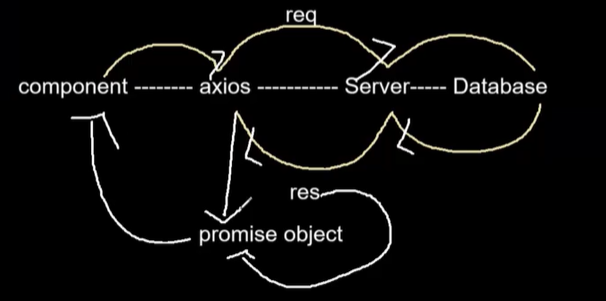 req
component -------- axios ----------- Server----- Database
res
promise object